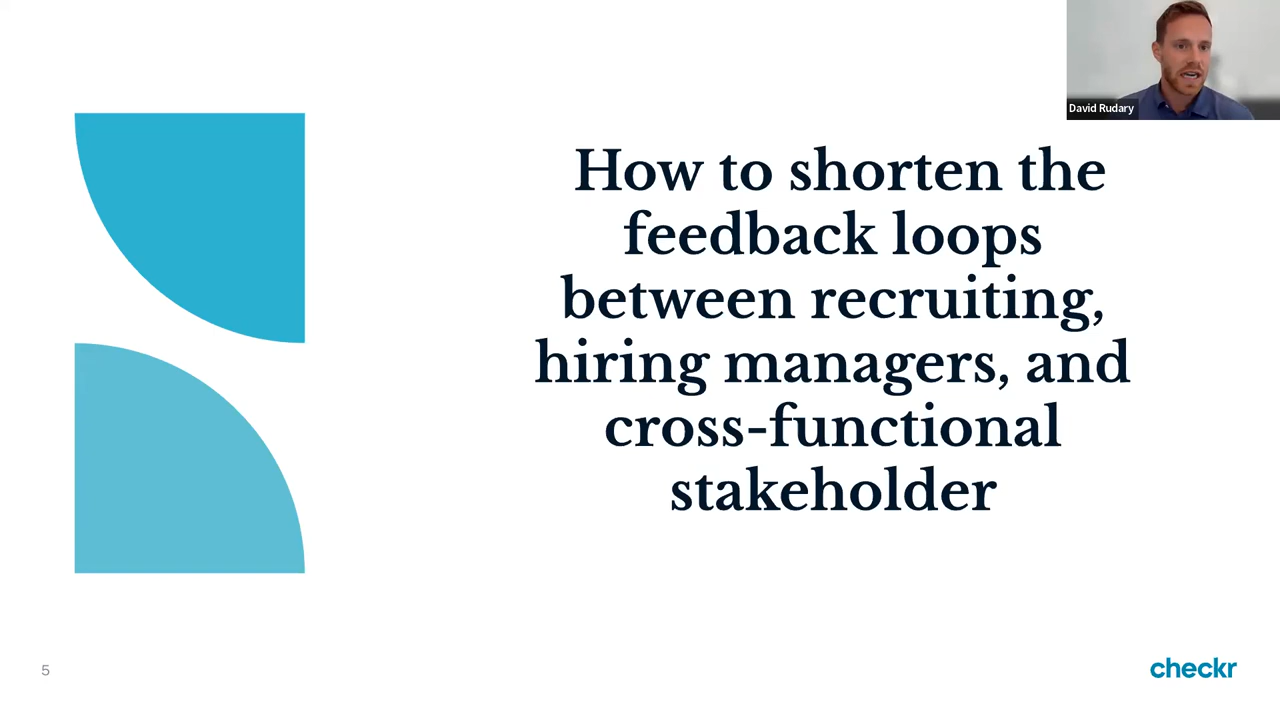 David Rudary
How to shorten the
feedback loops
between recruiting,
hiring managers, and
cross-functional
stakeholder
5
checkr